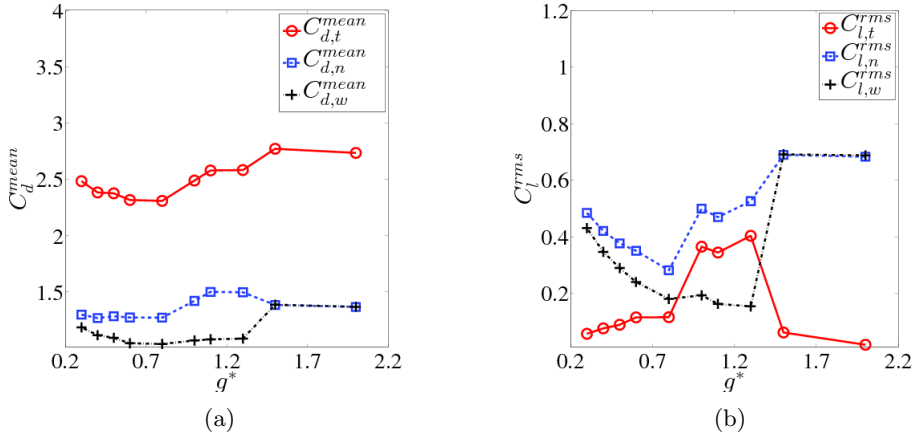 4
3.5
3
2.5
2
1.5
C_d^{mean}
0.2 0.7 1.2 1.7 2.2
g*
C_{d,t}^{mean}
C_{d,n}^{mean}
C_{d,w}^{mean}
(a)
1.2
1
0.8
0.6
0.4
0.2
C_l^{rms}
0.2 0.7 1.2 1.7 2.2
g*
C_{l,t}^{rms}
C_{l,n}^{rms}
C_{l,w}^{rms}
(b)